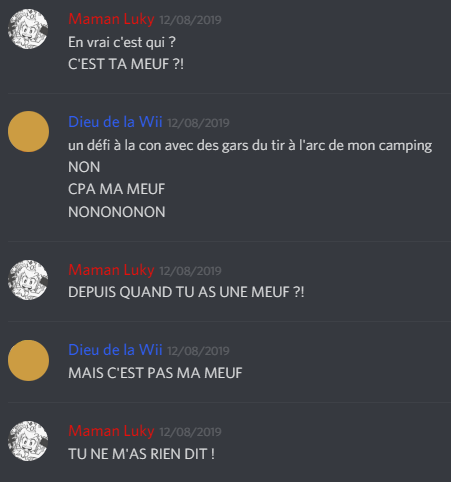 Maman Luky 12/08/2019
En vrai c'est qui ?
C'EST TA MEUF ?!
Dieu de la Wii 12/08/2019
un défi à la con avec des gars du tir à l'arc de mon camping
NON
CPA MA MEUF
NONONONON
Maman Luky 12/08/2019
DEPUIS QUAND TU AS UNE MEUF ?!
Dieu de la Wii 12/08/2019
MAIS C'EST PAS MA MEUF
Maman Luky 12/08/2019
TU NE M'AS RIEN DIT !